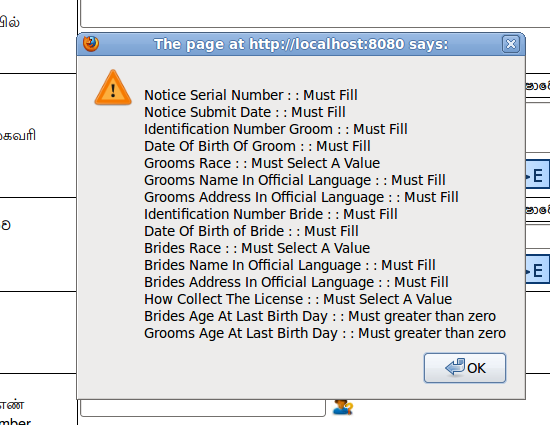 யில்
The page at http://localhost:8080 says:
Notice Serial Number : : Must Fill
Notice Submit Date : : Must Fill
Identification Number Groom : : Must Fill
Date Of Birth Of Groom : : Must Fill
Grooms Race : : Must Select A Value
Grooms Name In Official Language : : Must Fill
Grooms Address In Official Language : : Must Fill
Identification Number Bride : : Must Fill
Date Of Birth of Bride : : Must Fill
Brides Race : : Must Select A Value
Brides Name In Official Language : : Must Fill
Brides Address In Official Language : : Must Fill
How Collect The License : : Must Select A Value
Brides Age At Last Birth Day : : Must greater than zero
Grooms Age At Last Birth Day : : Must greater than zero
OK
கவரி
E
E
எண்
mber